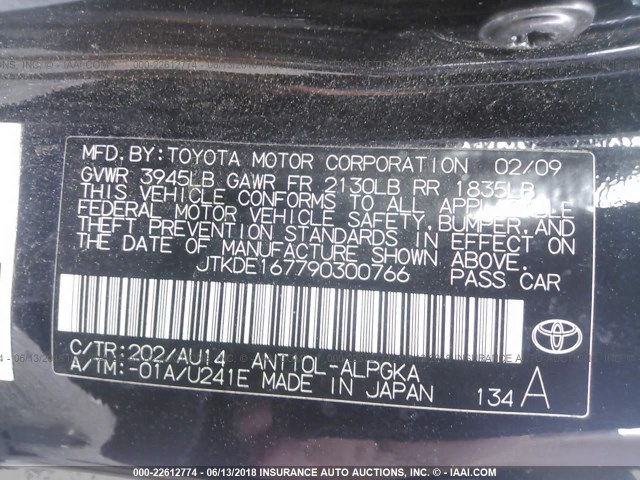 MFD.BY:TOYOTA MOTOR CORPORATION 02/09
GVWR 3945LB GAWR FR 2130LB RR 1835LB
THIS VEHICLE CONFORMS TO ALL APPLICABLE
FEDERAL MOTOR VEHICLE SAFETY,BUMPER,AND
THEFT PREVENTION STANDARDS IN EFFECT ON
THE DATE OF MANUFACTURE SHOWN ABOVE.
JTKDE167790300766 PASS CAR
C/TR:202/AU14 ANT10L-ALPGKA
A/TM:-01A/U241E MADE IN JAPAN 134 A
TOYOTA
000-22612774 - 06/13/2018 INSURANCE AUTO AUCTIONS, INC. (C) - IAAI.COM